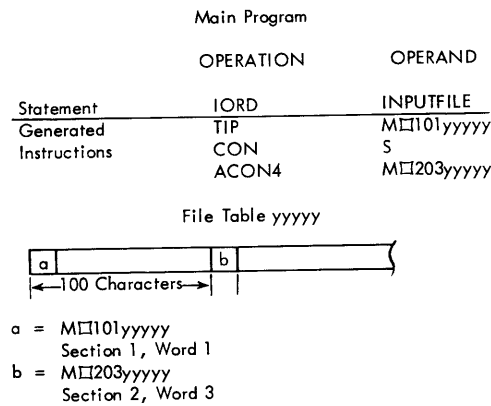 Main Program
OPERATION OPERAND
Statement IORD INPUTFILE
Generated TIP M⌑101yyyyy
Instructions CON S
ACON4 M⌑203yyyyy
File Table yyyyy
a b
100 Characters
a = M⌑101yyyyy
Section 1, Word 1
b = M⌑203yyyyy
Section 2, Word 3